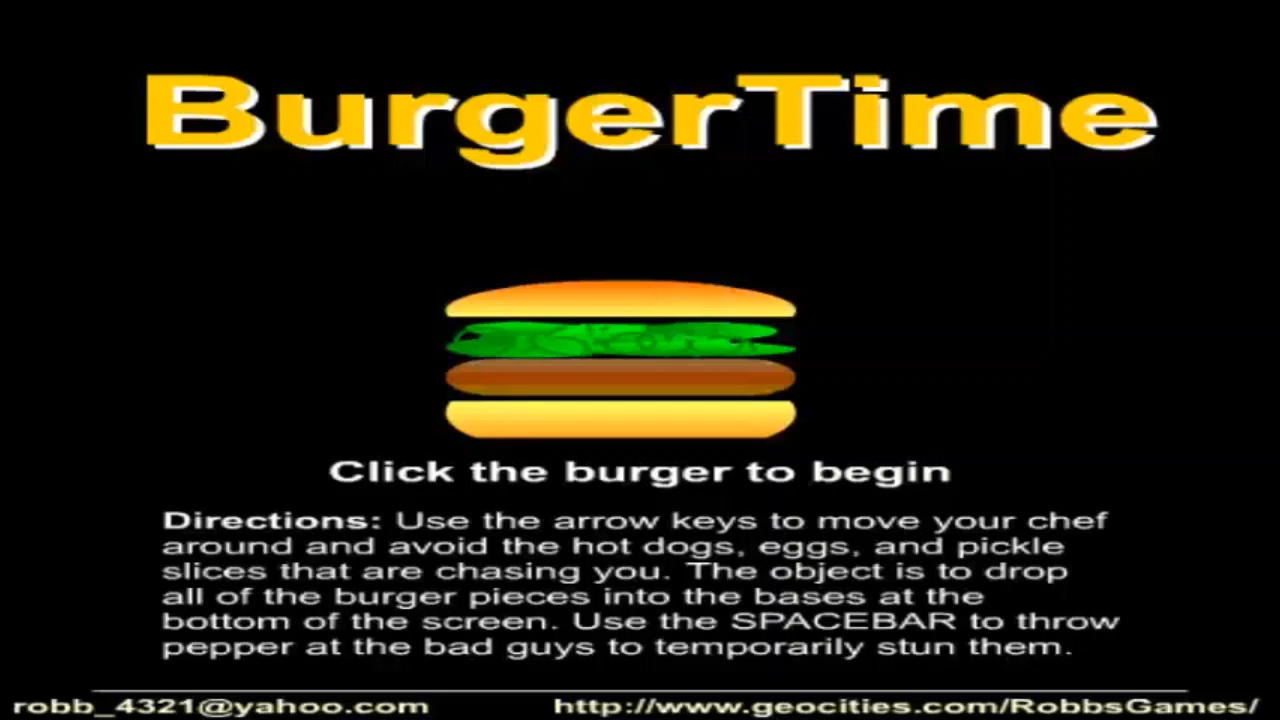 BurgerTime
Click the burger to begin
Directions: Use the arrow keys to move your chef
around and avoid the hot dogs, eggs, and pickle
slices that are chasing you. The object is to drop
all of the burger pieces into the bases at the
bottom of the screen. Use the SPACEBAR to throw
pepper at the bad guys to temporarily stun them.
robb_4321@yahoo.com
http://www.geocities.com/RobbsGames/